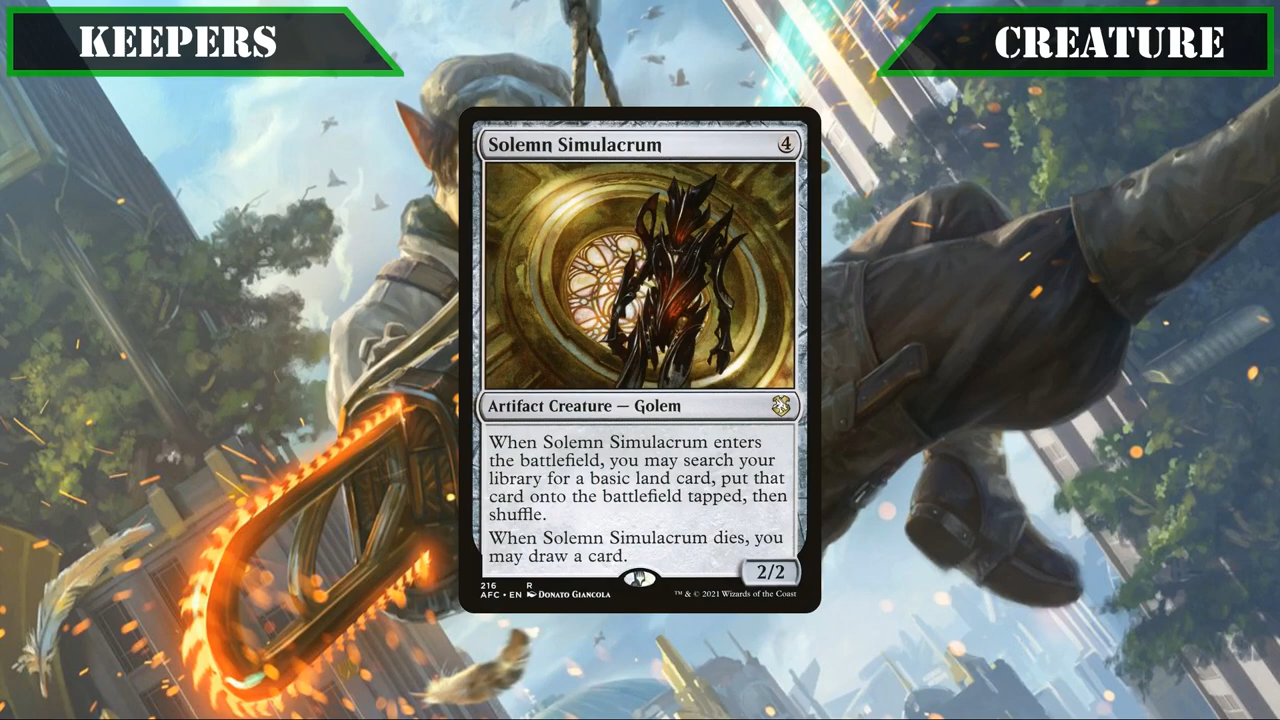 KEEPERS
CREATURE
Solemn Simulacrum 4
Artifact Creature — Golem
When Solemn Simulacrum enters
the battlefield, you may search your
library for a basic land card, put that
card onto the battlefield tapped, then
shuffle.
When Solemn Simulacrum dies, you
may draw a card.
2/2
216 R
AFC • EN Donato Giancola
™ & © 2021 Wizards of the Coast